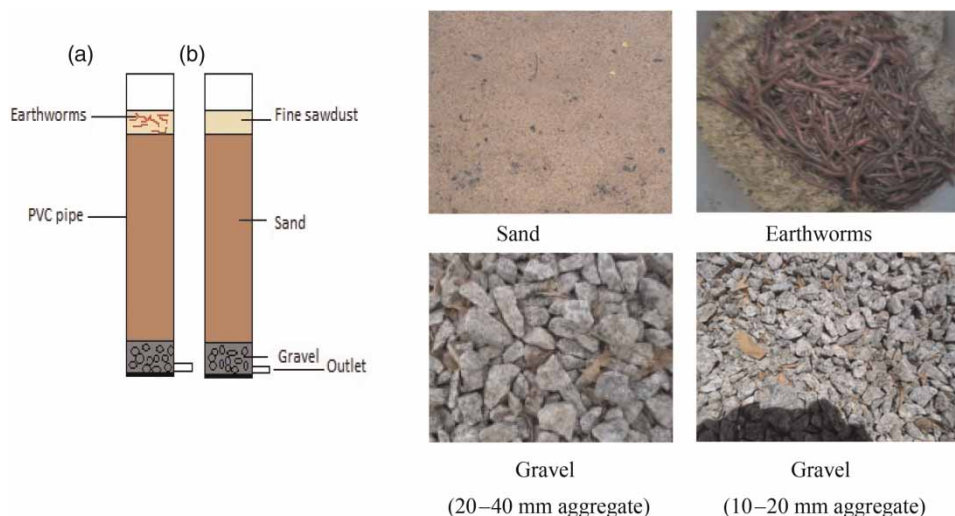 (a)
(b)
Earthworms
Fine sawdust
PVC pipe
Sand
Gravel
Outlet
Sand
Earthworms
Gravel
(20–40 mm aggregate)
Gravel
(10–20 mm aggregate)